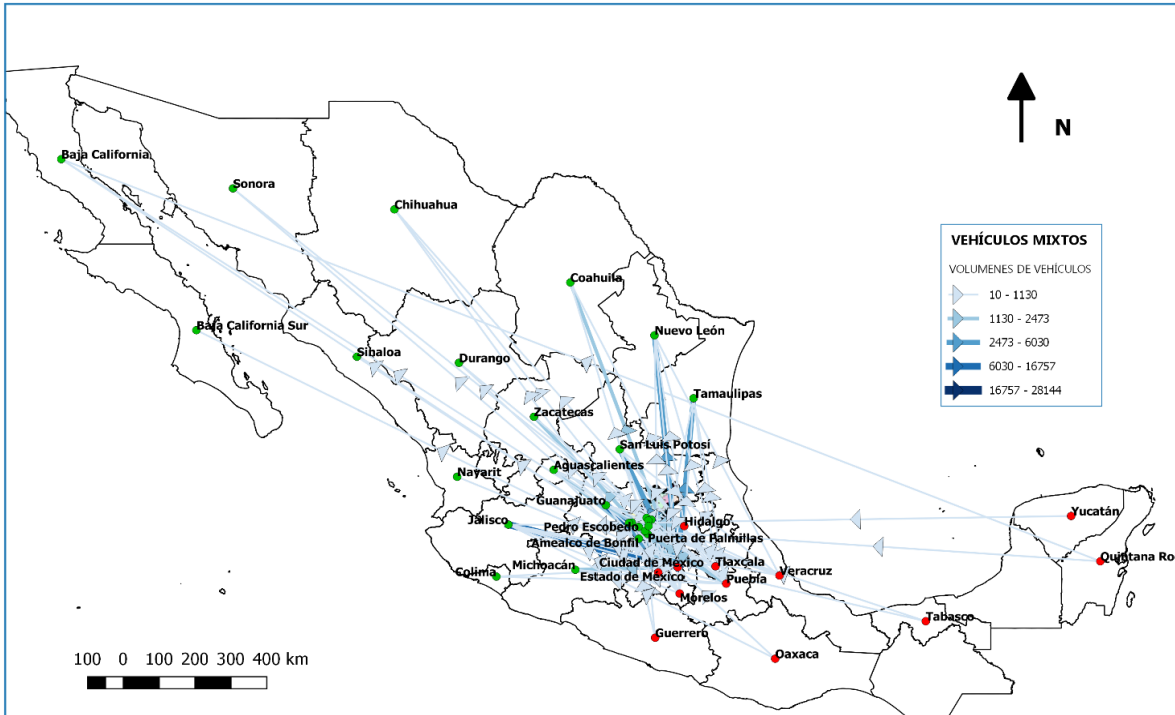 N
Baja California
Sonora
Chihuahua
Coahuila
VEHÍCULOS MIXTOS
VOLUMENES DE VEHÍCULOS
10 - 1130
1130 - 2473
2473 - 6030
6030 - 16757
16757 - 28144
Baja California Sur
Nuevo León
Sinaloa
Durango
Tamaulipas
Zacatecas
San Luis Potosí
Aguascalientes
Nayarit
Guanajuato
Yucatán
Jalisco
Pedro Escobedo
Hidalgo
Puerta de Palmillas
Amealco de Bonfil
Quintana Roo
Michoacán
Ciudad de México
Tlaxcala
Veracruz
Colima
Estado de México
Puebla
Morelos
Tabasco
Guerrero
Oaxaca
100 0 100 200 300 400 km